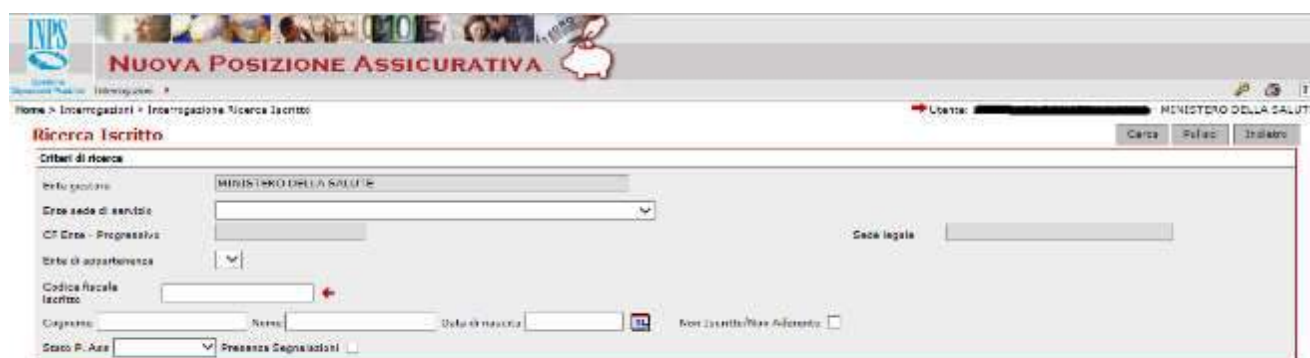 INPS
NUOVA POSIZIONE ASSICURATIVA
Interrogazioni
Home > Interrogazioni > Interrogazione Ricerca Iscritto
Utente: MINISTERO DELLA SALUT
Ricerca Iscritto
Cerca Pulisci Indietro
Criteri di ricerca
Ente gestore MINISTERO DELLA SALUTE
Ente sede di servizio
CF Ente - Progressivo Sede legale
Ente di appartenenza
Codice fiscale
Iscritto
Cognome Nome Data di nascita 31 Non Iscritto/Non Aderente
Stato P. Ass Presenza Segnalazioni